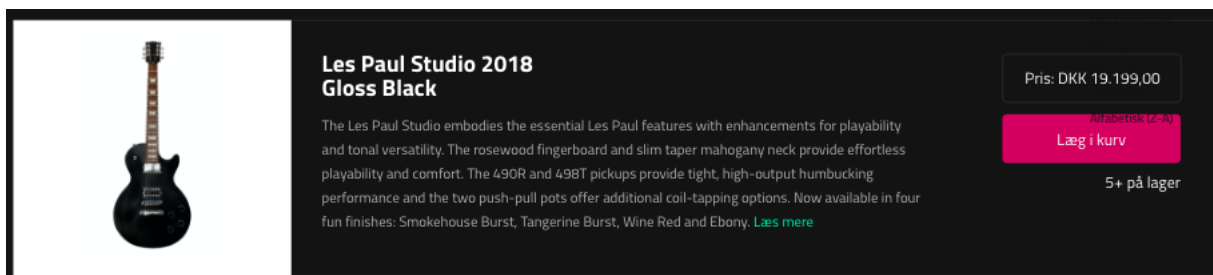 Les Paul Studio 2018
Gloss Black
The Les Paul Studio embodies the essential Les Paul features with enhancements for playability
and tonal versatility. The rosewood fingerboard and slim taper mahogany neck provide effortless
playability and comfort. The 490R and 498T pickups provide tight, high-output humbucking
performance and the two push-pull pots offer additional coil-tapping options. Now available in four
fun finishes: Smokehouse Burst, Tangerine Burst, Wine Red and Ebony. Læs mere
Pris: DKK 19.199,00
Alfabetisk (Z-A)
Læg i kurv
5+ på lager